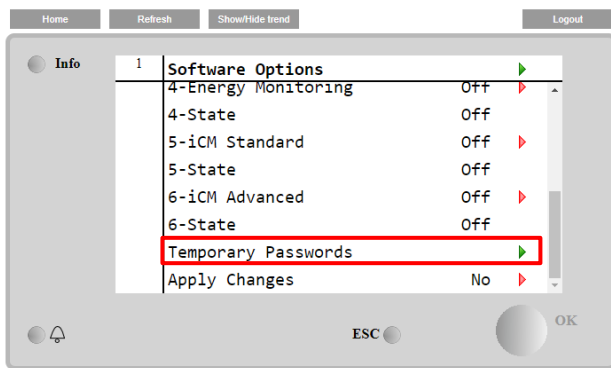 Home Refresh Show/Hide trend Logout
Info
1 Software Options
4-Energy Monitoring Off
4-State Off
5-iCM Standard Off
5-State Off
6-iCM Advanced Off
6-State Off
Temporary Passwords
Apply Changes No
ESC OK